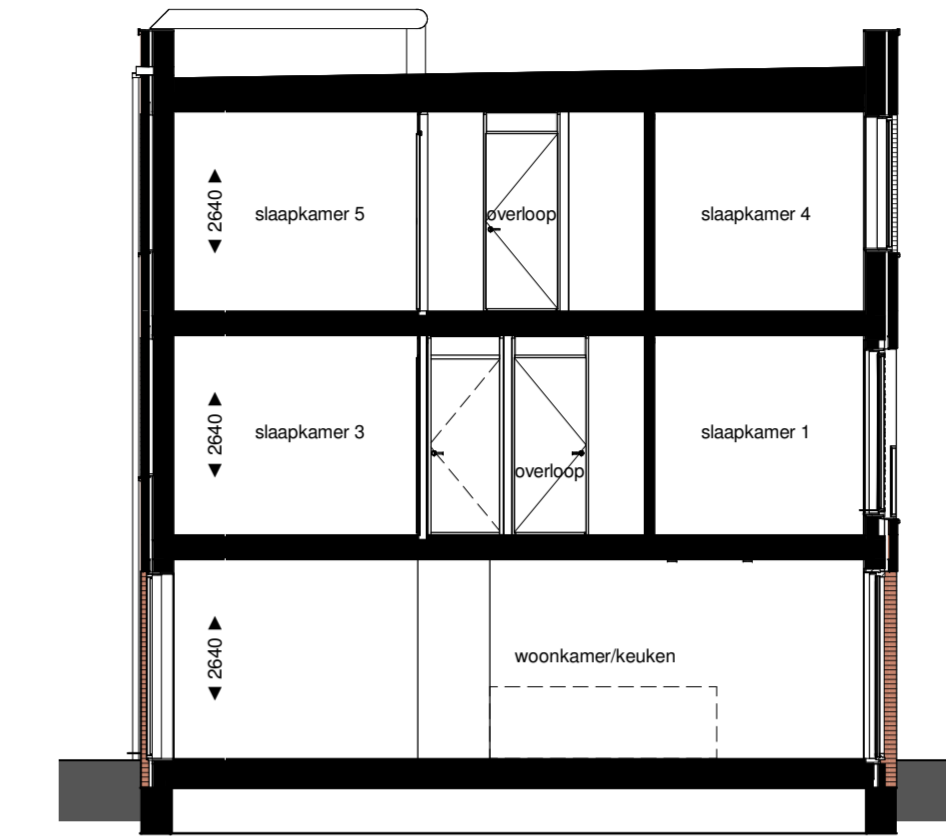 ◄ 2640 ►
slaapkamer 5
overloop
slaapkamer 4
◄ 2640 ►
slaapkamer 3
overloop
slaapkamer 1
◄ 2640 ►
woonkamer/keuken